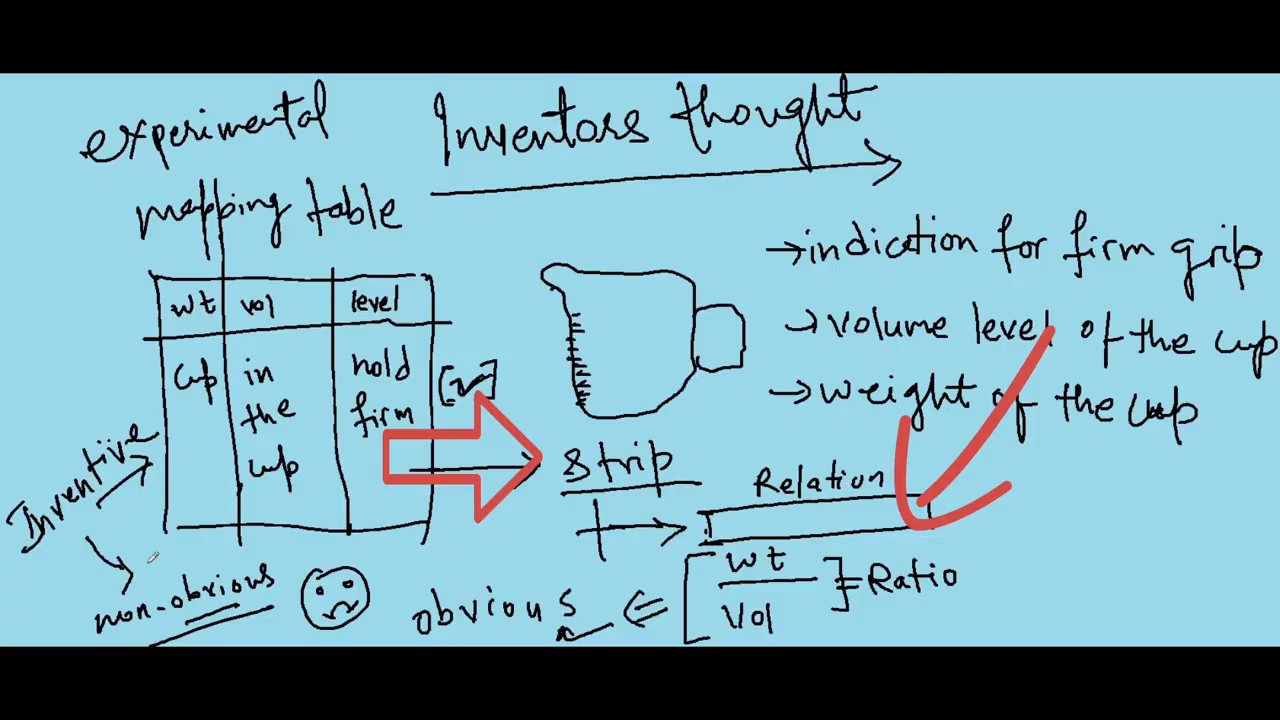 experimental
mapping table
Inventors thought
wt vol level
cup in the cup hold firm
[x]
→indication for firm grip
→volume level of the cup
→weight of the cup
Strip
Relation
Inventive
non-obvious
obvious ⇐ [wt/vol] = Ratio